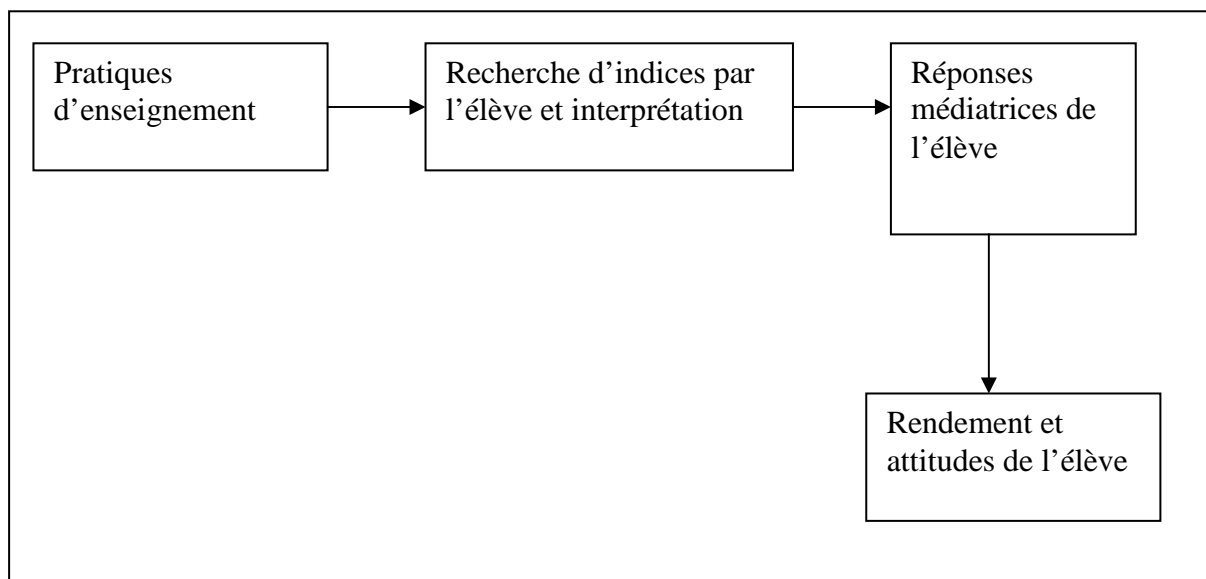 Pratiques
d’enseignement
Recherche d’indices par
l’élève et interprétation
Réponses
médiatrices de
l’élève
Rendement et
attitudes de l’élève